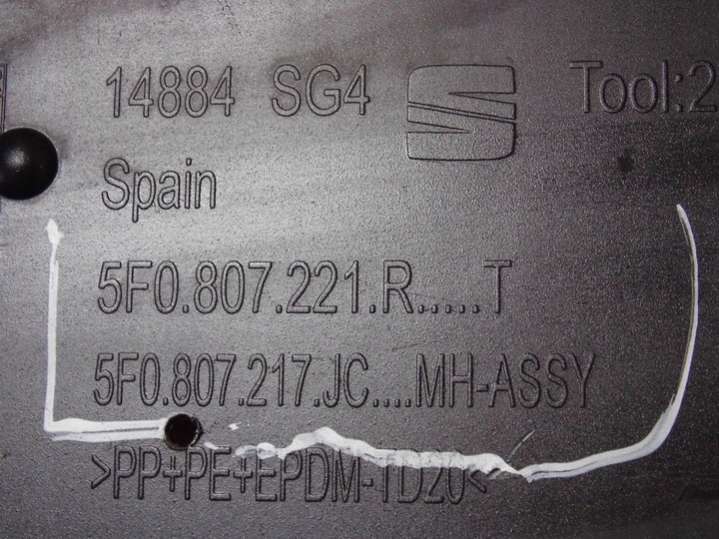 14884 SG4 Tool:2
Spain
5F0.807.221.R.....T
5F0.807.217.JC....MH-ASSY
>PP+PE+EPDM-TD20<